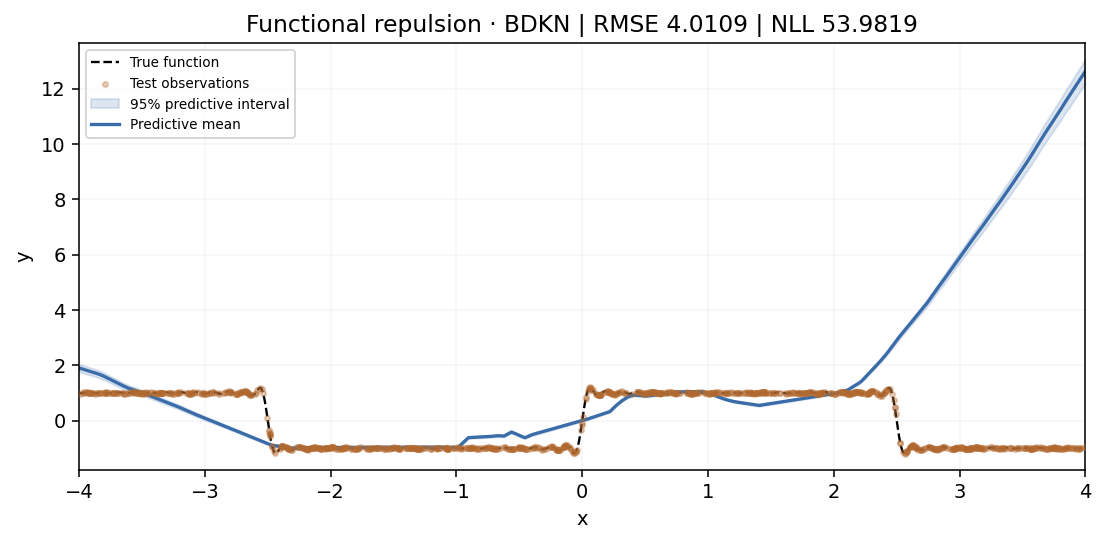 Functional repulsion · BDKN | RMSE 4.0109 | NLL 53.9819
True function
Test observations
95% predictive interval
Predictive mean
12
10
8
6
4
2
0
y
−4
−3
−2
−1
0
1
2
3
4
x